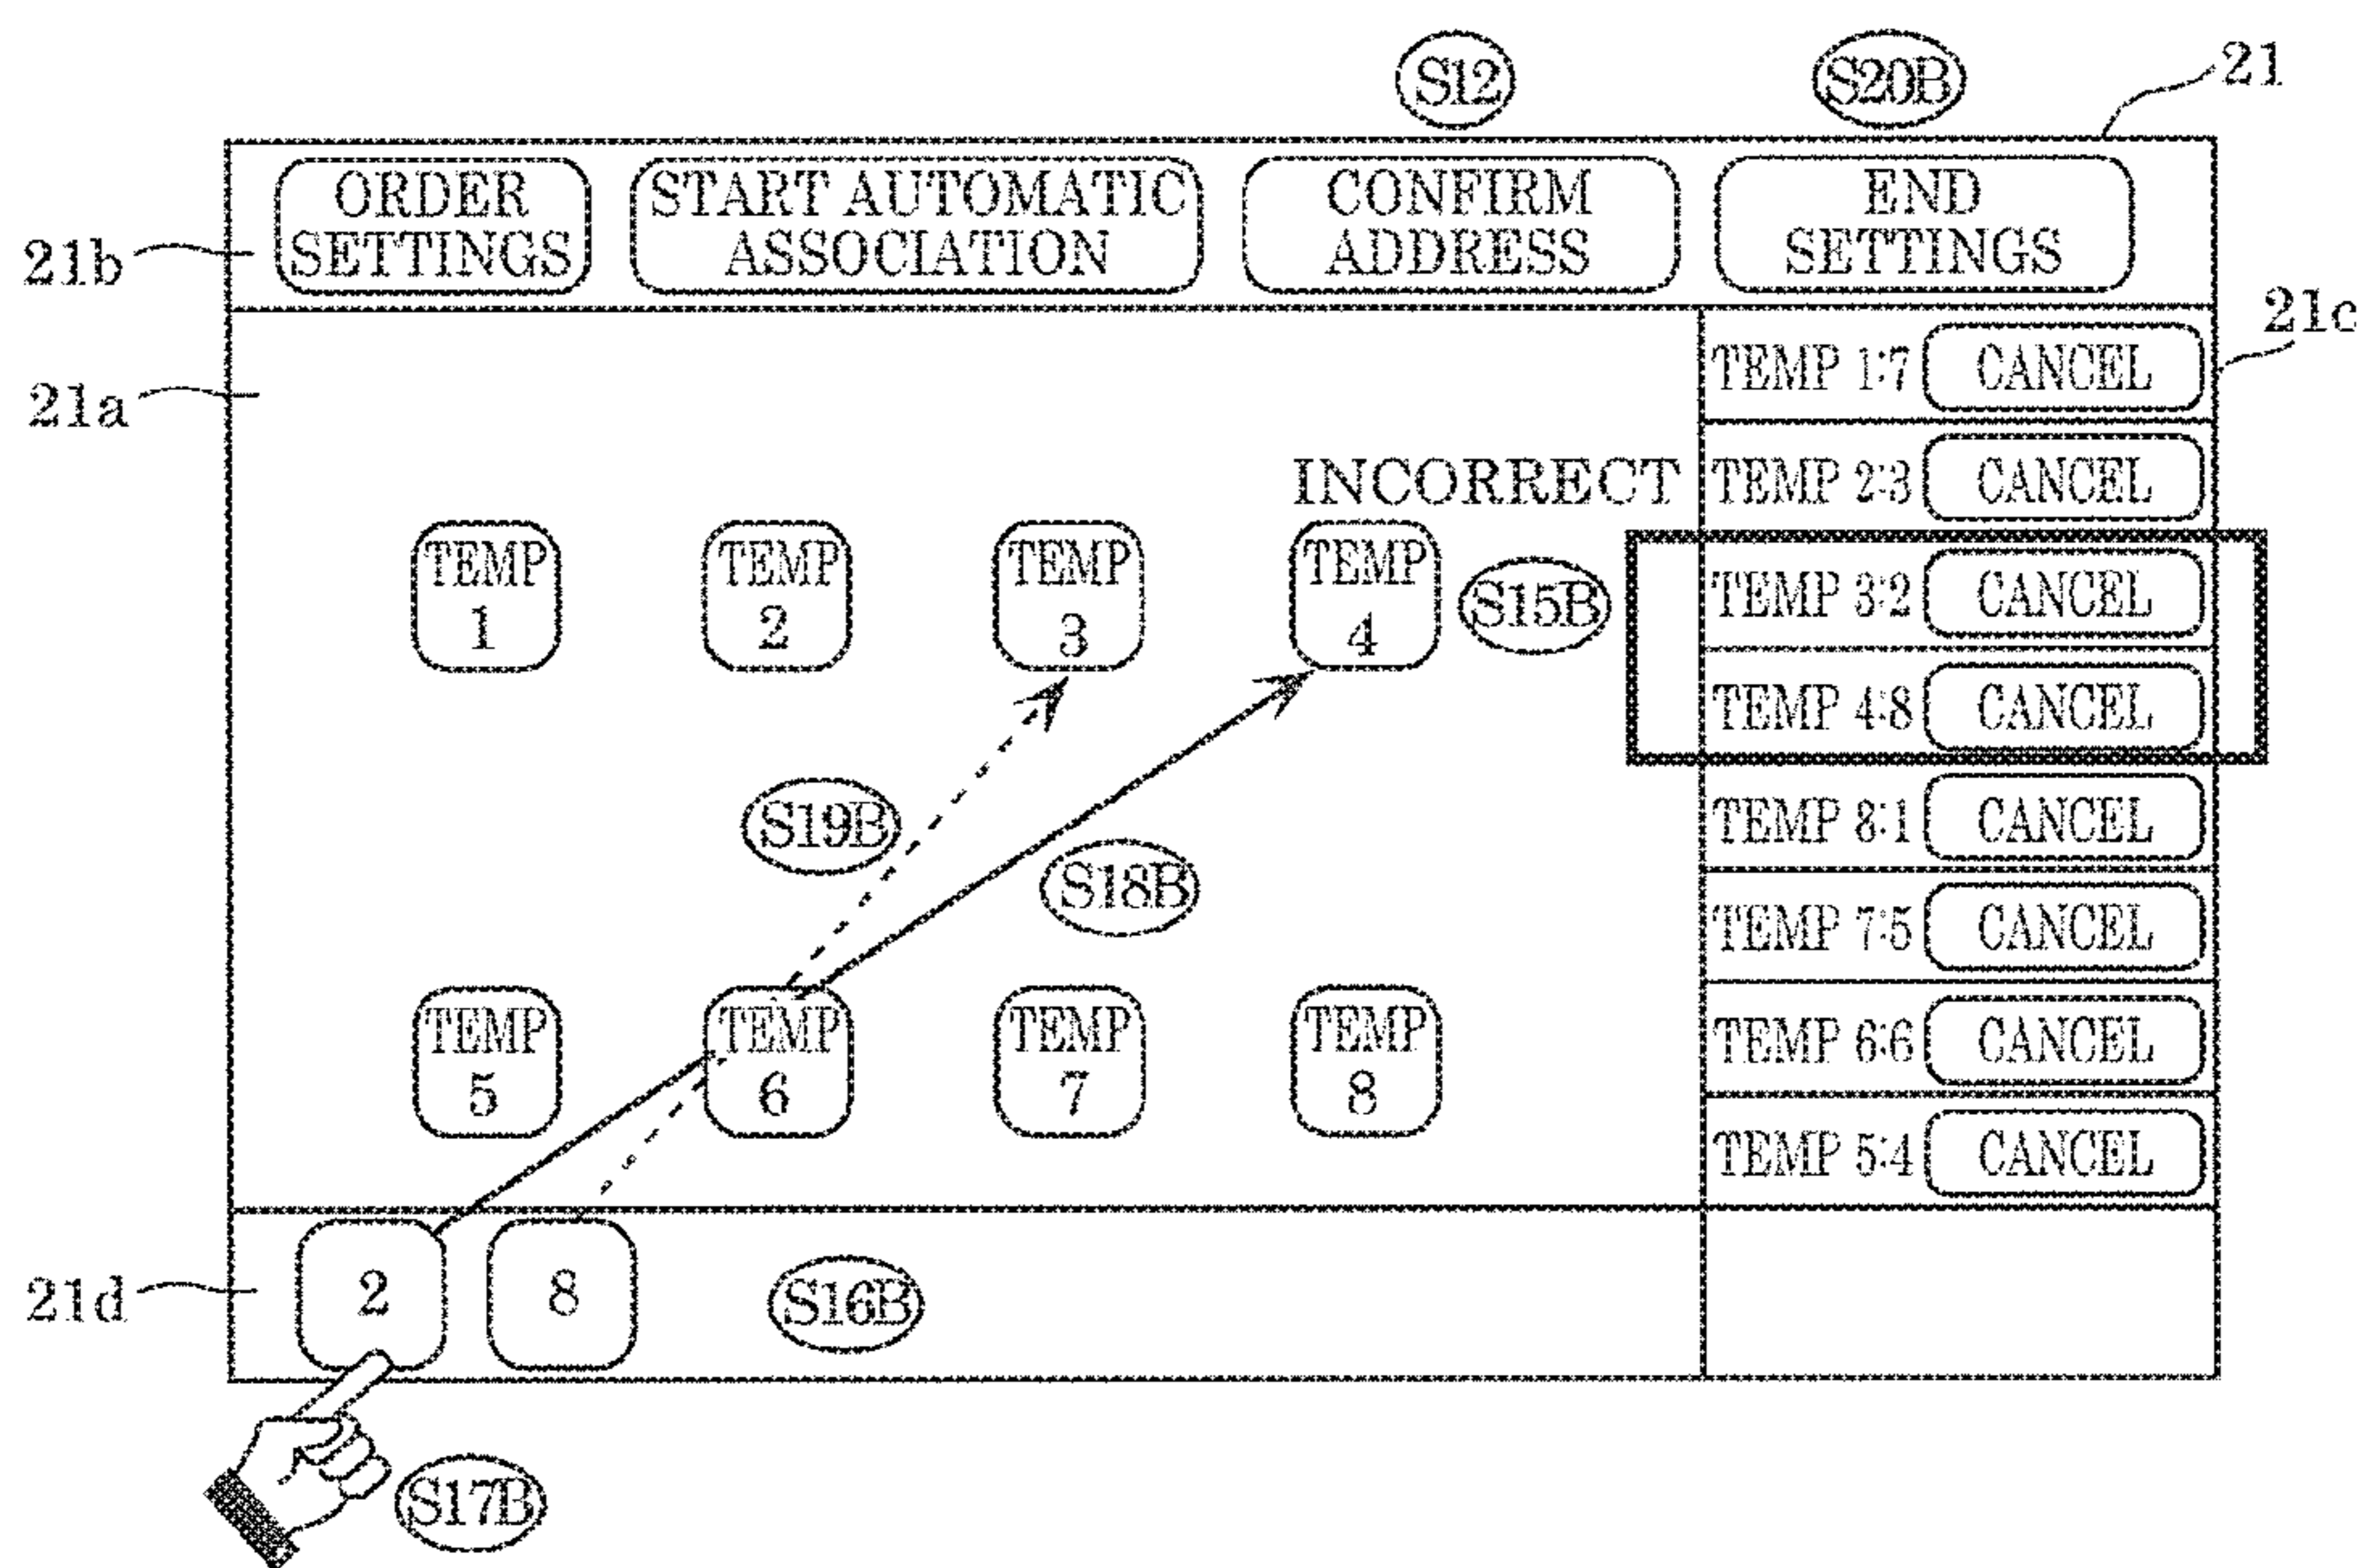 S12
S20B
21
ORDER
SETTINGS
START AUTOMATIC
ASSOCIATION
CONFIRM
ADDRESS
END
SETTINGS
21b
21c
21a
TEMP 1:7 CANCEL
INCORRECT
TEMP 2:3 CANCEL
TEMP
1
TEMP
2
TEMP
3
TEMP
4
S15B
TEMP 3:2 CANCEL
TEMP 4:8 CANCEL
S19B
S18B
TEMP 8:1 CANCEL
TEMP 7:5 CANCEL
TEMP
5
TEMP
6
TEMP
7
TEMP
8
TEMP 6:6 CANCEL
TEMP 5:4 CANCEL
21d
2
8
S16B
S17B